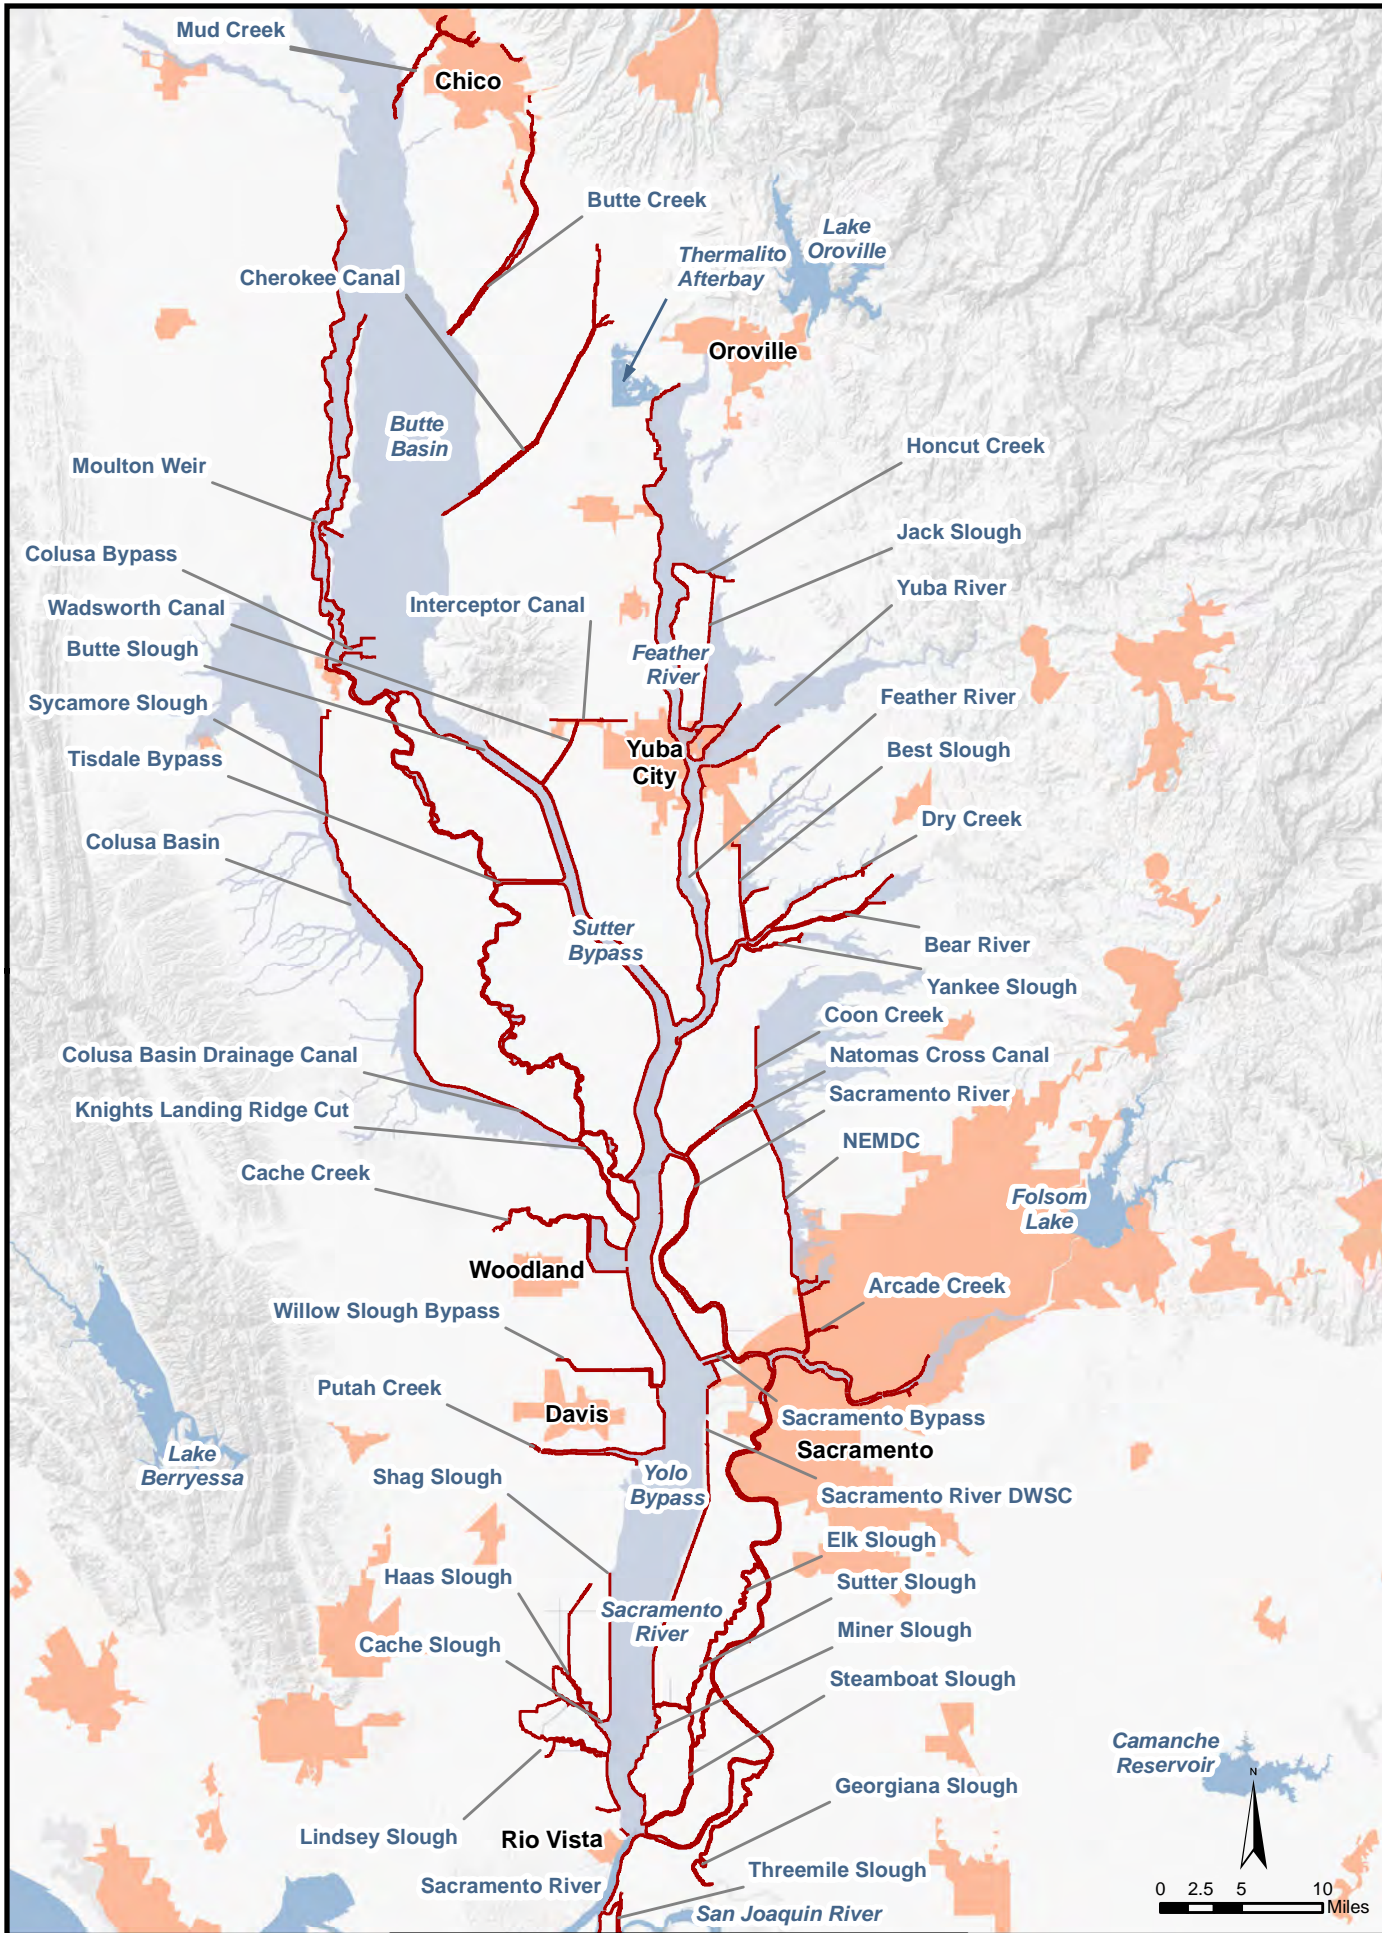 Mud Creek
Chico
Butte Creek
Lake
Oroville
Thermalito
Afterbay
Cherokee Canal
Oroville
Butte
Basin
Honcut Creek
Moulton Weir
Jack Slough
Colusa Bypass
Yuba River
Wadsworth Canal
Interceptor Canal
Butte Slough
Feather
River
Sycamore Slough
Feather River
Yuba
City
Best Slough
Tisdale Bypass
Dry Creek
Colusa Basin
Sutter
Bypass
Bear River
Yankee Slough
Coon Creek
Colusa Basin Drainage Canal
Natomas Cross Canal
Sacramento River
Knights Landing Ridge Cut
NEMDC
Cache Creek
Folsom
Lake
Woodland
Arcade Creek
Willow Slough Bypass
Putah Creek
Davis
Sacramento Bypass
Sacramento
Lake
Berryessa
Shag Slough
Yolo
Bypass
Sacramento River DWSC
Elk Slough
Haas Slough
Sutter Slough
Sacramento
River
Miner Slough
Cache Slough
Steamboat Slough
Camanche
Reservoir
N
Georgiana Slough
Lindsey Slough
Rio Vista
Threemile Slough
Sacramento River
San Joaquin River
0 2.5 5 10
Miles